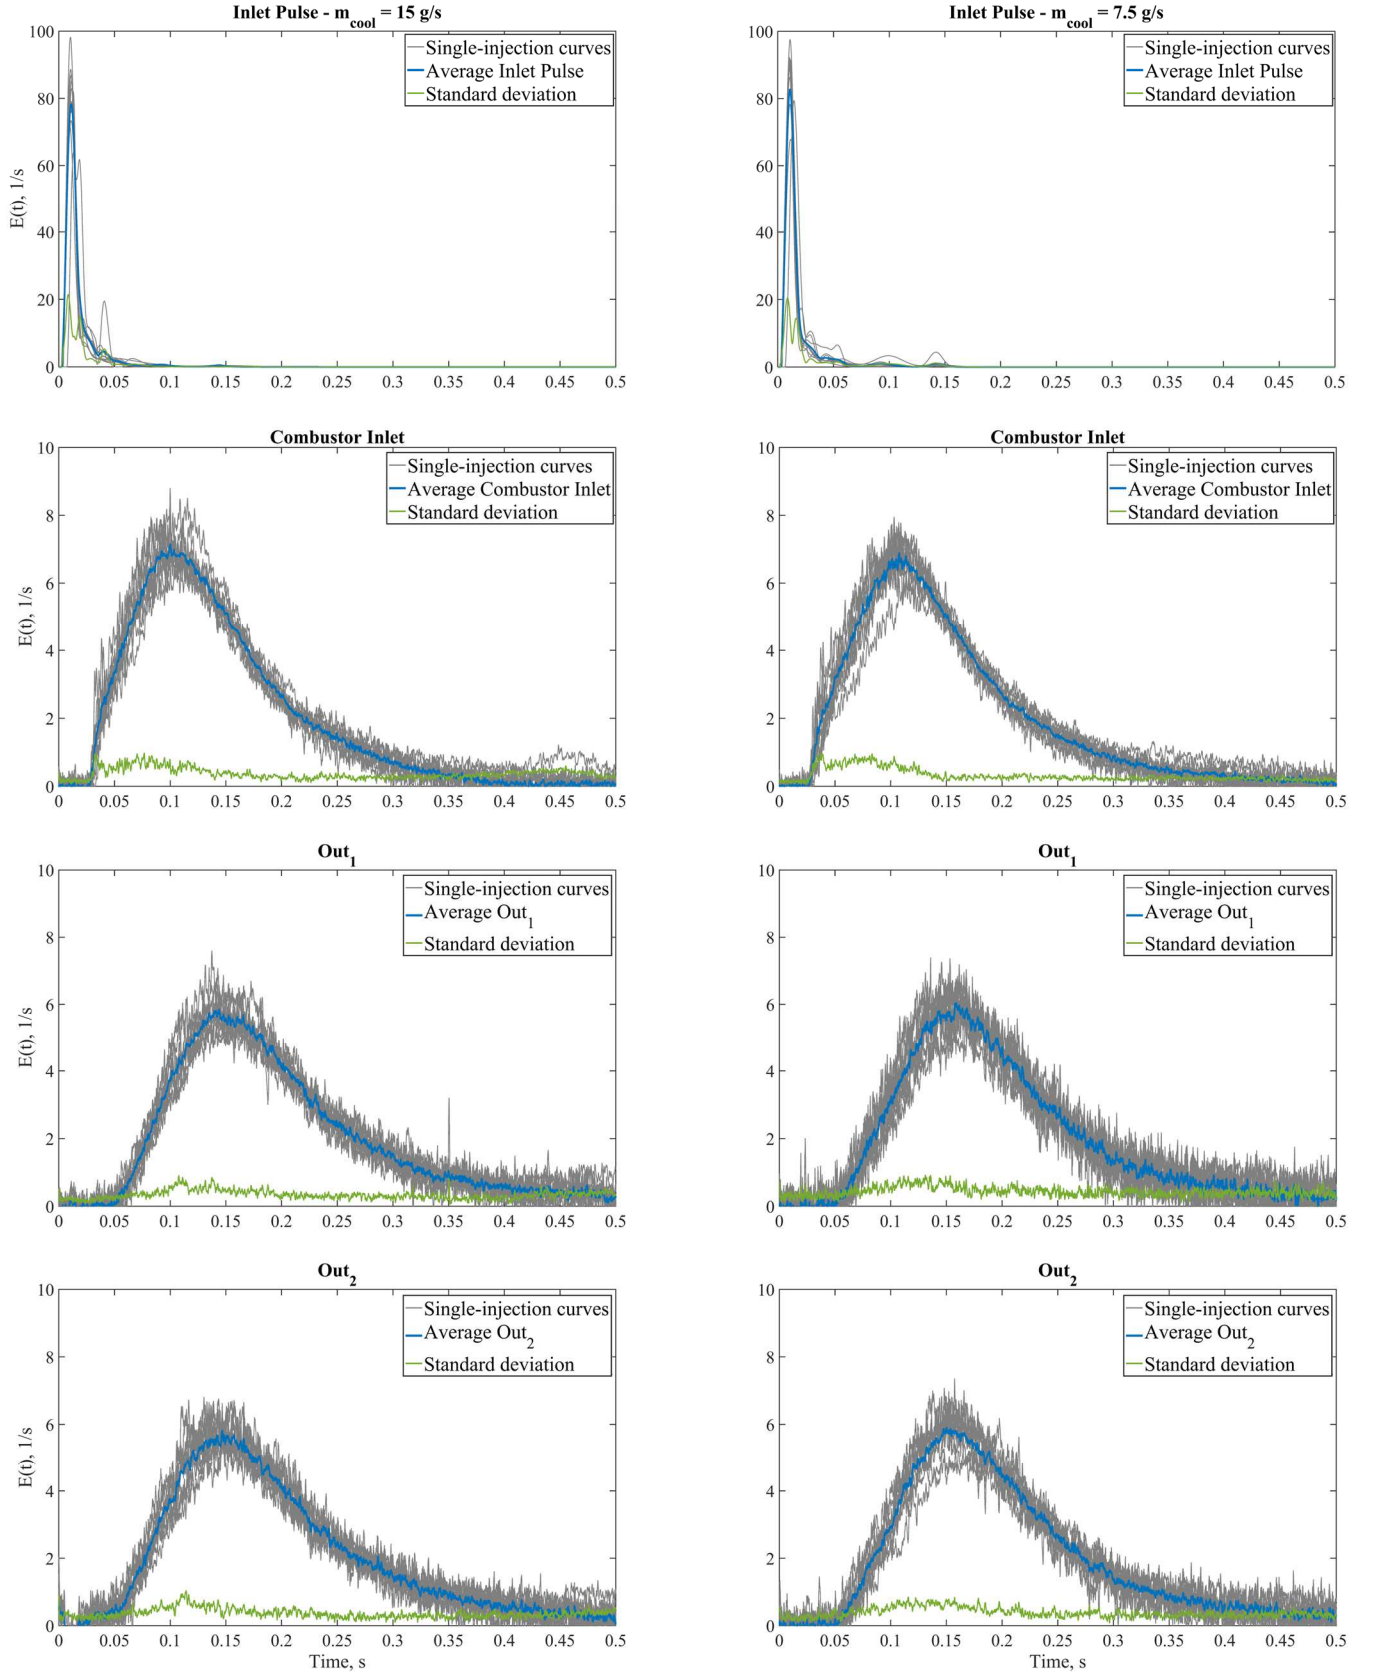 Inlet Pulse - m_cool = 15 g/s
100
80
60
40
20
0
E(t), 1/s
Single-injection curves
Average Inlet Pulse
Standard deviation
0 0.05 0.1 0.15 0.2 0.25 0.3 0.35 0.4 0.45 0.5
Inlet Pulse - m_cool = 7.5 g/s
100
80
60
40
20
0
Single-injection curves
Average Inlet Pulse
Standard deviation
0 0.05 0.1 0.15 0.2 0.25 0.3 0.35 0.4 0.45 0.5
Combustor Inlet
10
8
6
4
2
0
E(t), 1/s
Single-injection curves
Average Combustor Inlet
Standard deviation
0 0.05 0.1 0.15 0.2 0.25 0.3 0.35 0.4 0.45 0.5
Combustor Inlet
10
8
6
4
2
0
Single-injection curves
Average Combustor Inlet
Standard deviation
0 0.05 0.1 0.15 0.2 0.25 0.3 0.35 0.4 0.45 0.5
Out_1
10
8
6
4
2
0
E(t), 1/s
Single-injection curves
Average Out_1
Standard deviation
0 0.05 0.1 0.15 0.2 0.25 0.3 0.35 0.4 0.45 0.5
Out_1
10
8
6
4
2
0
Single-injection curves
Average Out_1
Standard deviation
0 0.05 0.1 0.15 0.2 0.25 0.3 0.35 0.4 0.45 0.5
Out_2
10
8
6
4
2
0
E(t), 1/s
Single-injection curves
Average Out_2
Standard deviation
0 0.05 0.1 0.15 0.2 0.25 0.3 0.35 0.4 0.45 0.5
Time, s
Out_2
10
8
6
4
2
0
Single-injection curves
Average Out_2
Standard deviation
0 0.05 0.1 0.15 0.2 0.25 0.3 0.35 0.4 0.45 0.5
Time, s